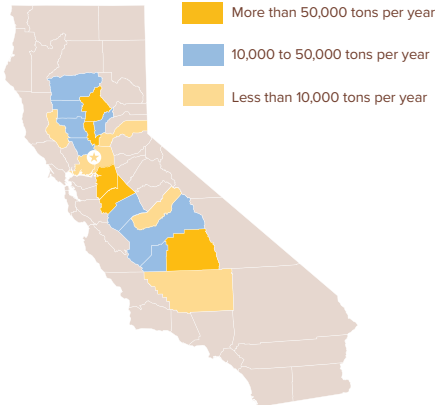 More than 50,000 tons per year
10,000 to 50,000 tons per year
Less than 10,000 tons per year